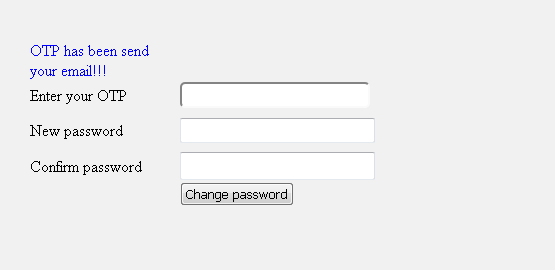 OTP has been send
your email!!!
Enter your OTP
New password
Confirm password
Change password